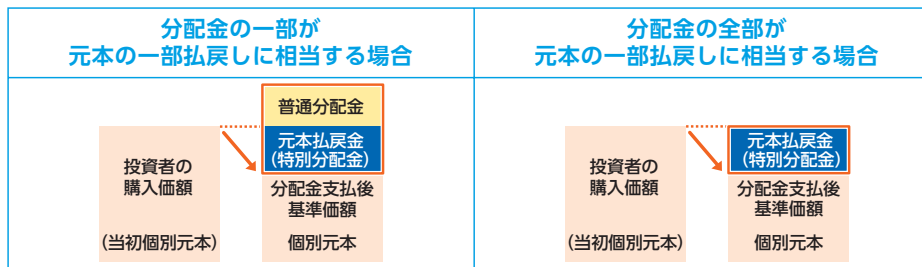 分配金の一部が
元本の一部払戻しに相当する場合
分配金の全部が
元本の一部払戻しに相当する場合
普通分配金
元本払戻金
(特別分配金)
投資者の
購入価額
(当初個別元本)
分配金支払後
基準価額
個別元本
元本払戻金
(特別分配金)
投資者の
購入価額
(当初個別元本)
分配金支払後
基準価額
個別元本